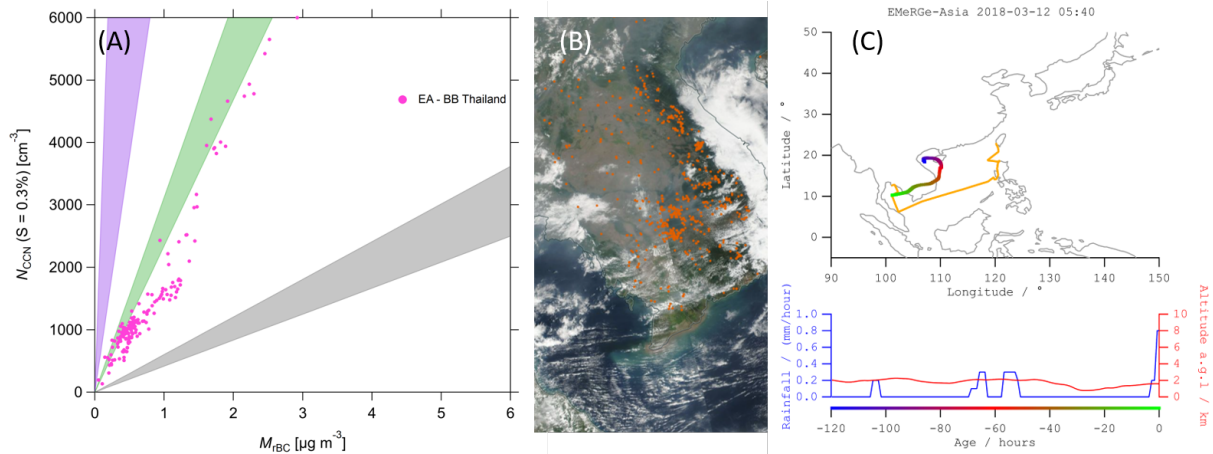 (A)
6000
5000
4000
3000
2000
1000
0
N_CCN (S = 0.3%) [cm⁻³]
EA - BB Thailand
0 1 2 3 4 5 6
M_rBC [µg m⁻³]
(B)
EMeRGe-Asia 2018-03-12 05:40
(C)
50
40
30
20
10
0
Latitude / °
90 100 110 120 130 140 150
Longitude / °
1.0
0.8
0.6
0.4
0.2
0.0
Rainfall / (mm/hour)
10
8
6
4
2
0
Altitude a.g.l / km
−120 −100 −80 −60 −40 −20 0
Age / hours